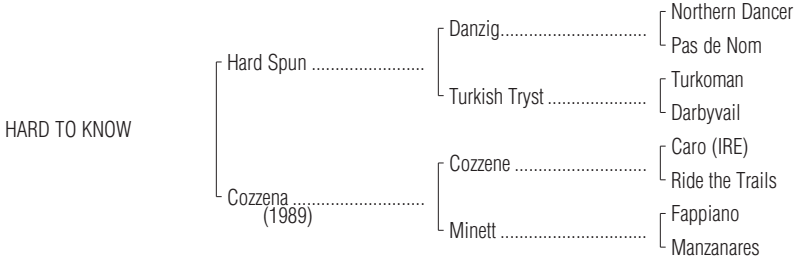 Northern Dancer
Danzig..............................
Pas de Nom
Hard Spun .......................
Turkoman
Turkish Tryst ....................
Darbyvail
HARD TO KNOW
Caro (IRE)
Cozzene ...........................
Ride the Trails
Cozzena ...........................
(1989)
Fappiano
Minett ..............................
Manzanares